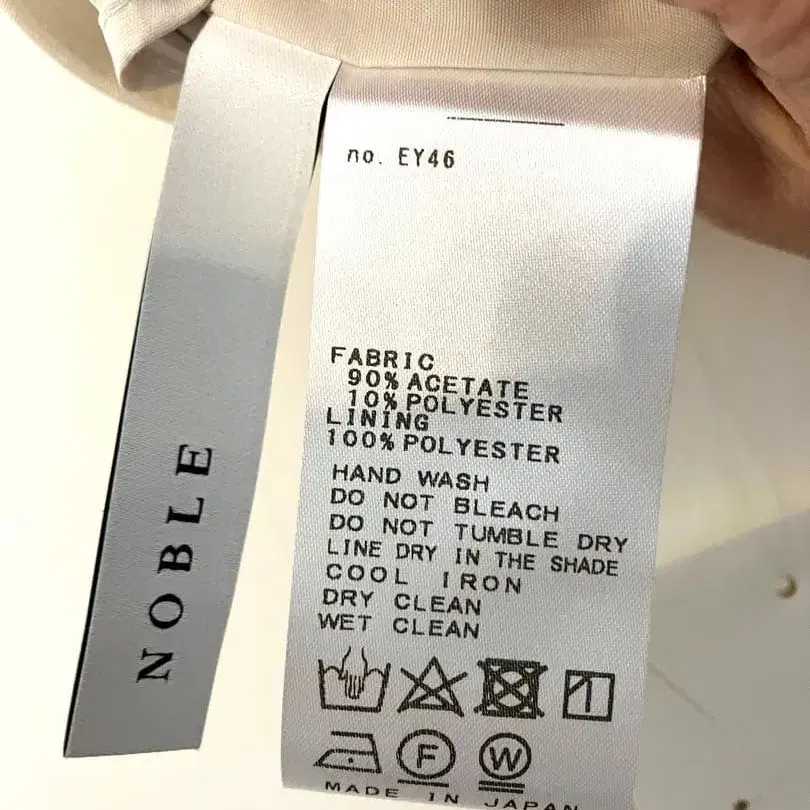 NOBLE
no. EY46
FABRIC
90% ACETATE
10% POLYESTER
LINING
100% POLYESTER
HAND WASH
DO NOT BLEACH
DO NOT TUMBLE DRY
LINE DRY IN THE SHADE
COOL IRON
DRY CLEAN
WET CLEAN
F W
MADE IN JAPAN